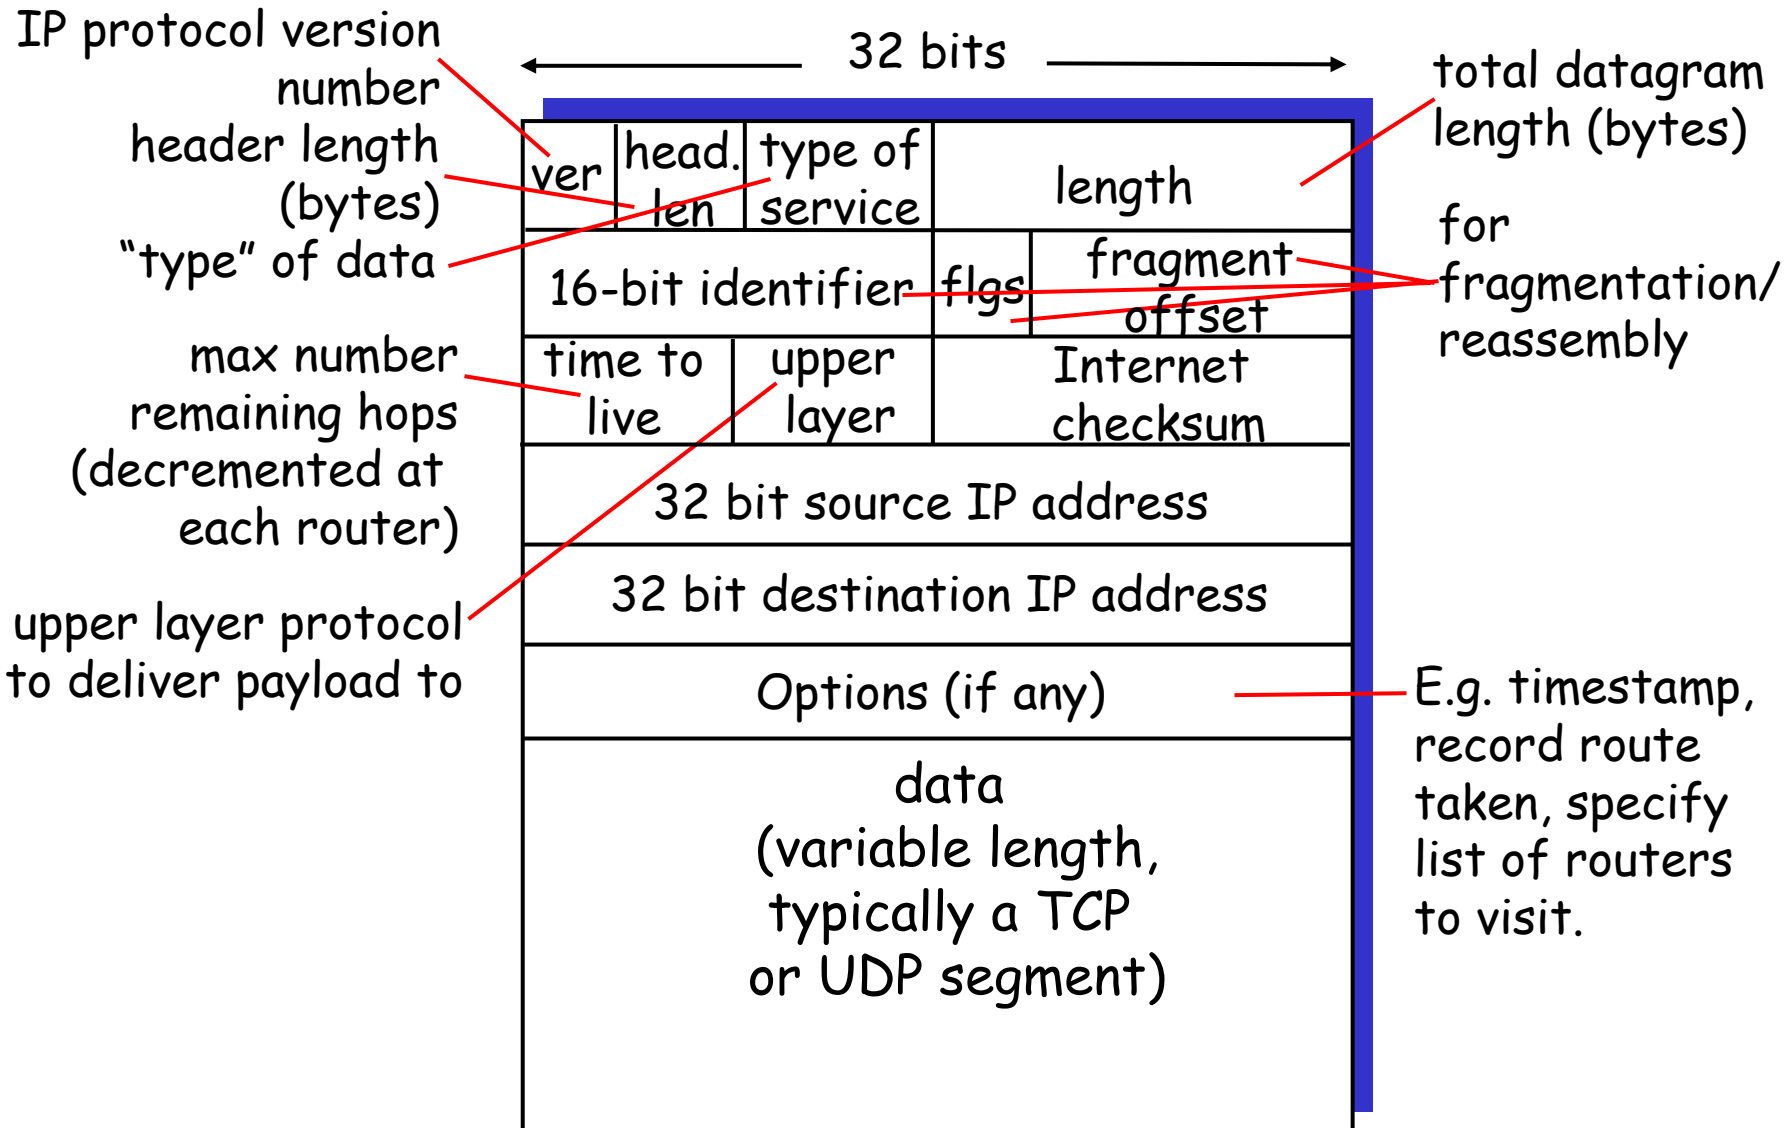 IP protocol version
number
header length
(bytes)
“type” of data
max number
remaining hops
(decremented at
each router)
upper layer protocol
to deliver payload to
32 bits
ver
head.
len
type of
service
length
16-bit identifier
flgs
fragment
offset
time to
live
upper
layer
Internet
checksum
32 bit source IP address
32 bit destination IP address
Options (if any)
data
(variable length,
typically a TCP
or UDP segment)
total datagram
length (bytes)
for
fragmentation/
reassembly
E.g. timestamp,
record route
taken, specify
list of routers
to visit.